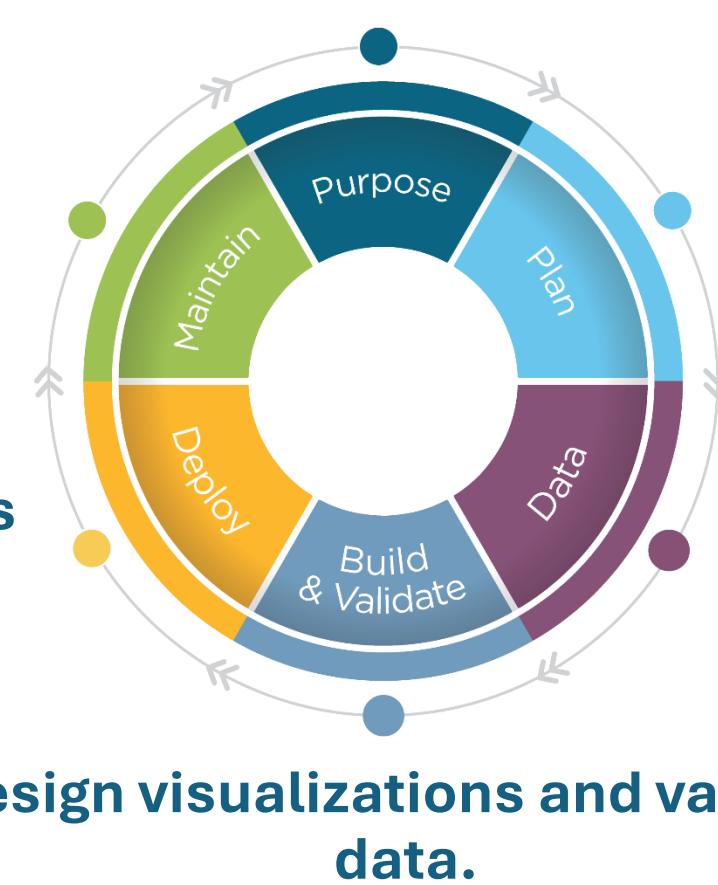 Purpose
Maintain
Plan
s
Deploy
Data
Build
& Validate
esign visualizations and va
data.